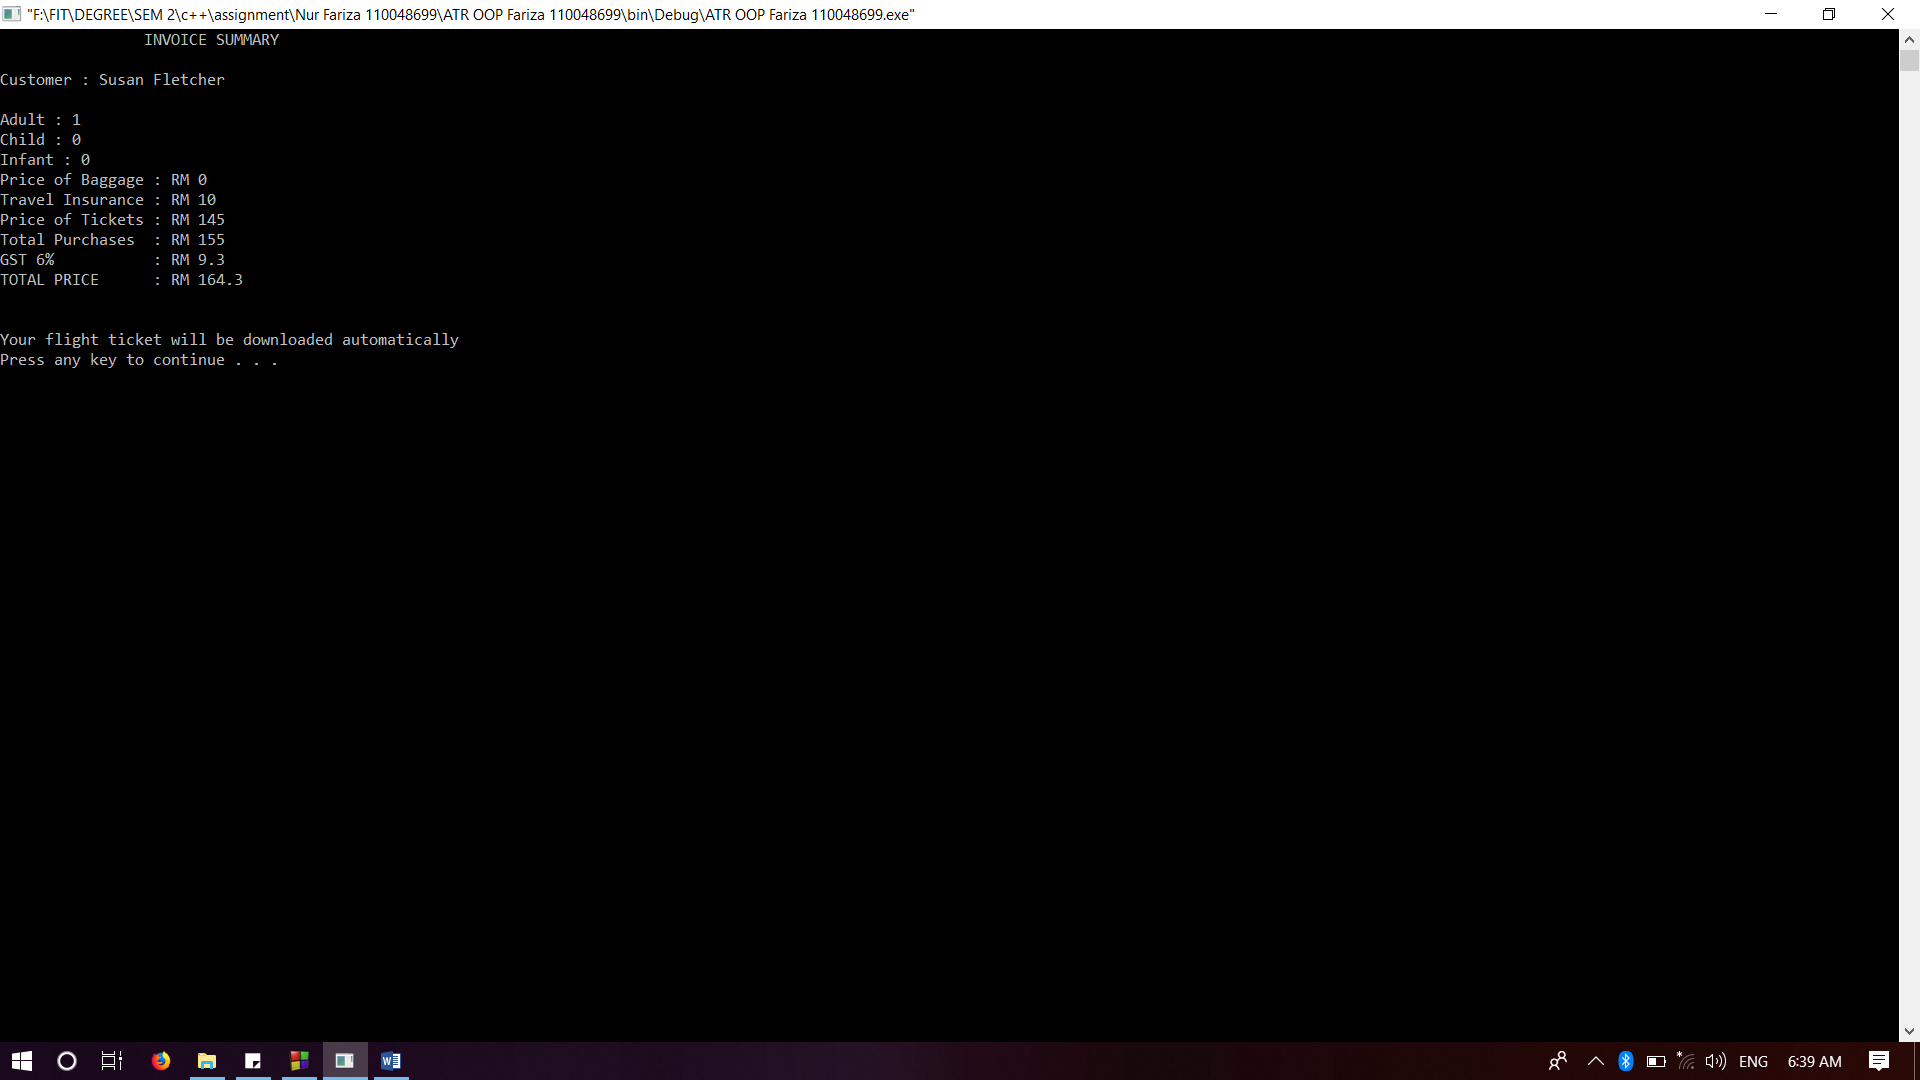 "F:\FIT\DEGREE\SEM 2\c++\assignment\Nur Fariza 110048699\ATR OOP Fariza 110048699\bin\Debug\ATR OOP Fariza 110048699.exe"
INVOICE SUMMARY
Customer : Susan Fletcher
Adult : 1
Child : 0
Infant : 0
Price of Baggage : RM 0
Travel Insurance : RM 10
Price of Tickets : RM 145
Total Purchases  : RM 155
GST 6%           : RM 9.3
TOTAL PRICE      : RM 164.3
Your flight ticket will be downloaded automatically
Press any key to continue . . .
ENG 6:39 AM